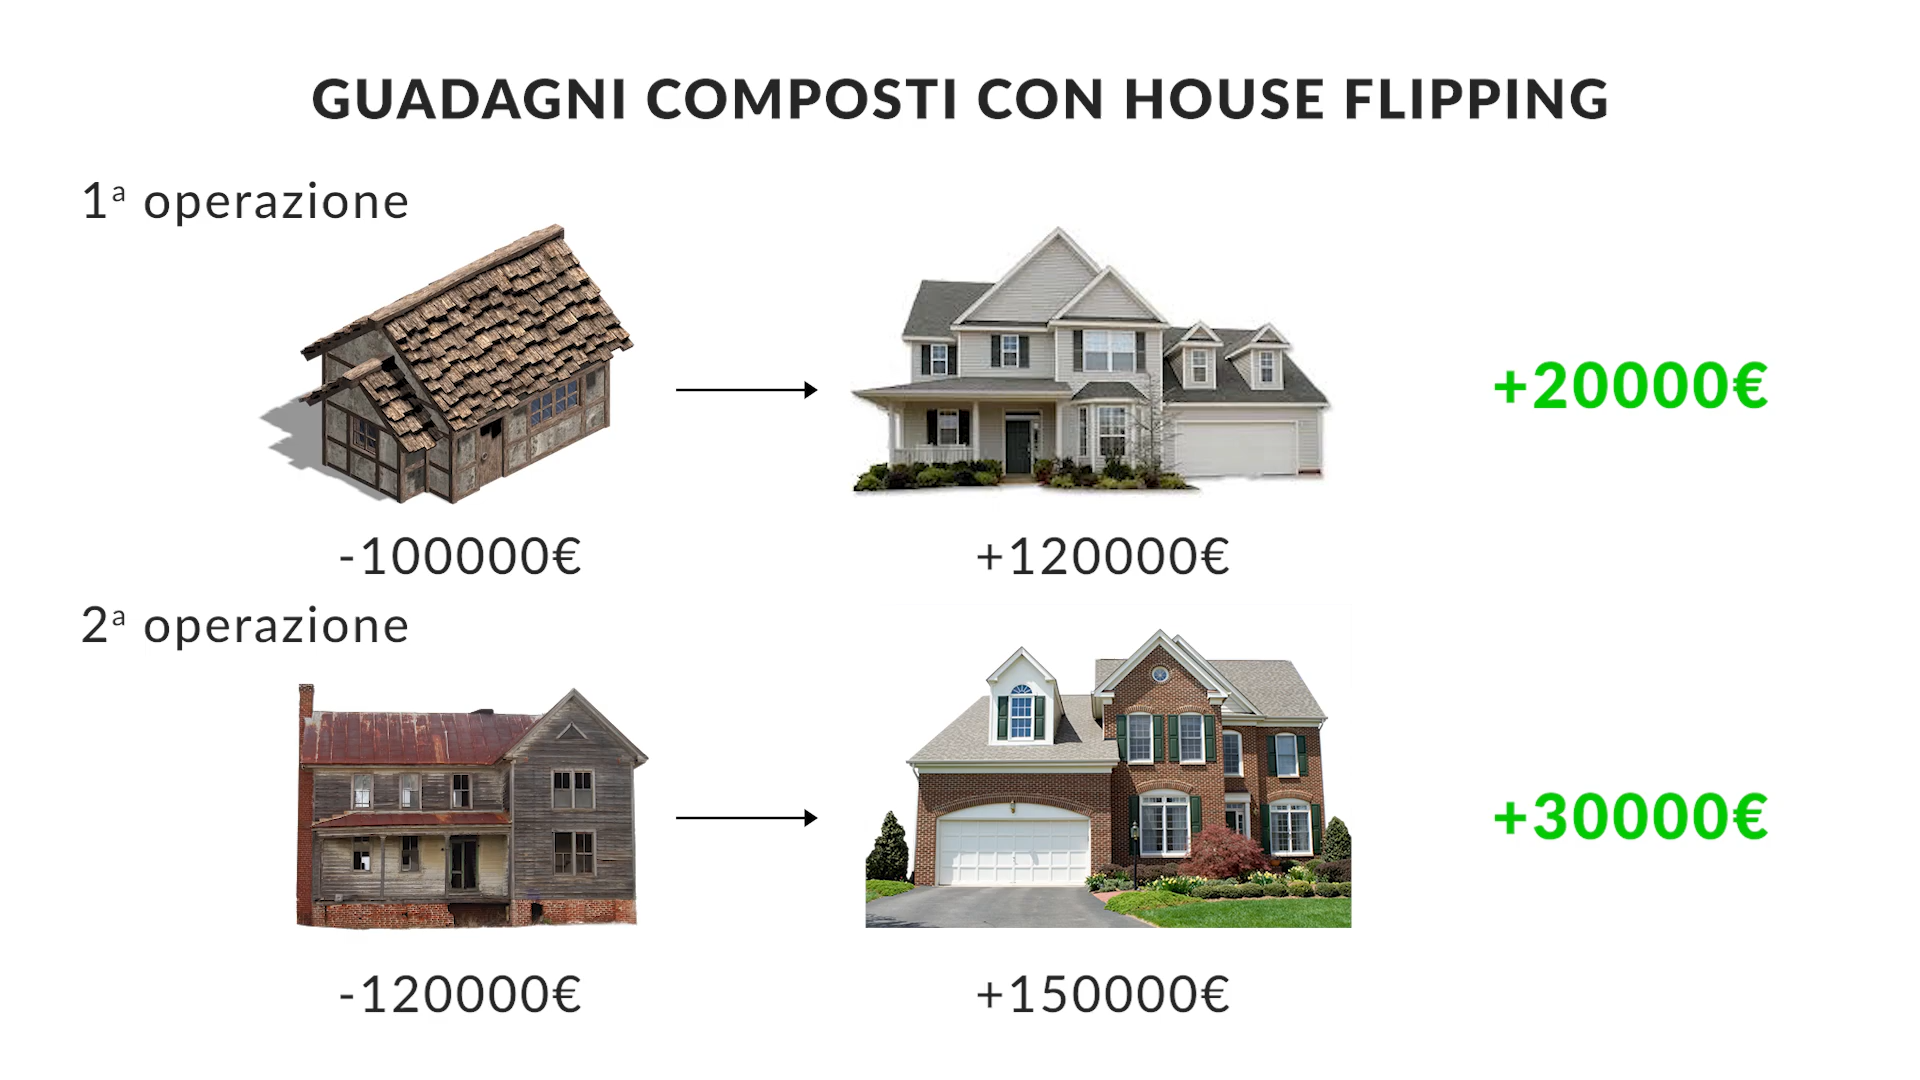 GUADAGNI COMPOSTI CON HOUSE FLIPPING
1ª operazione
+20000€
-100000€ +120000€
2ª operazione
+30000€
-120000€ +150000€